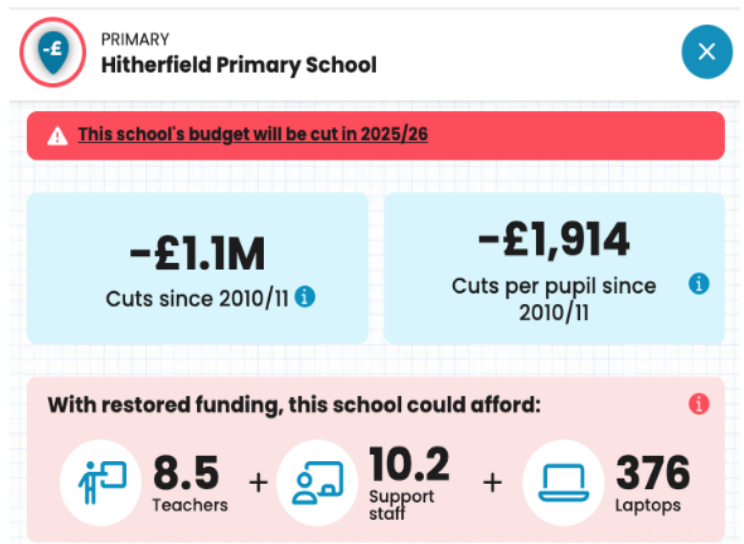 -£
PRIMARY
Hitherfield Primary School
This school's budget will be cut in 2025/26
-£1.1M
Cuts since 2010/11
-£1,914
Cuts per pupil since
2010/11
With restored funding, this school could afford:
8.5
Teachers
+
10.2
Support
staff
+
376
Laptops